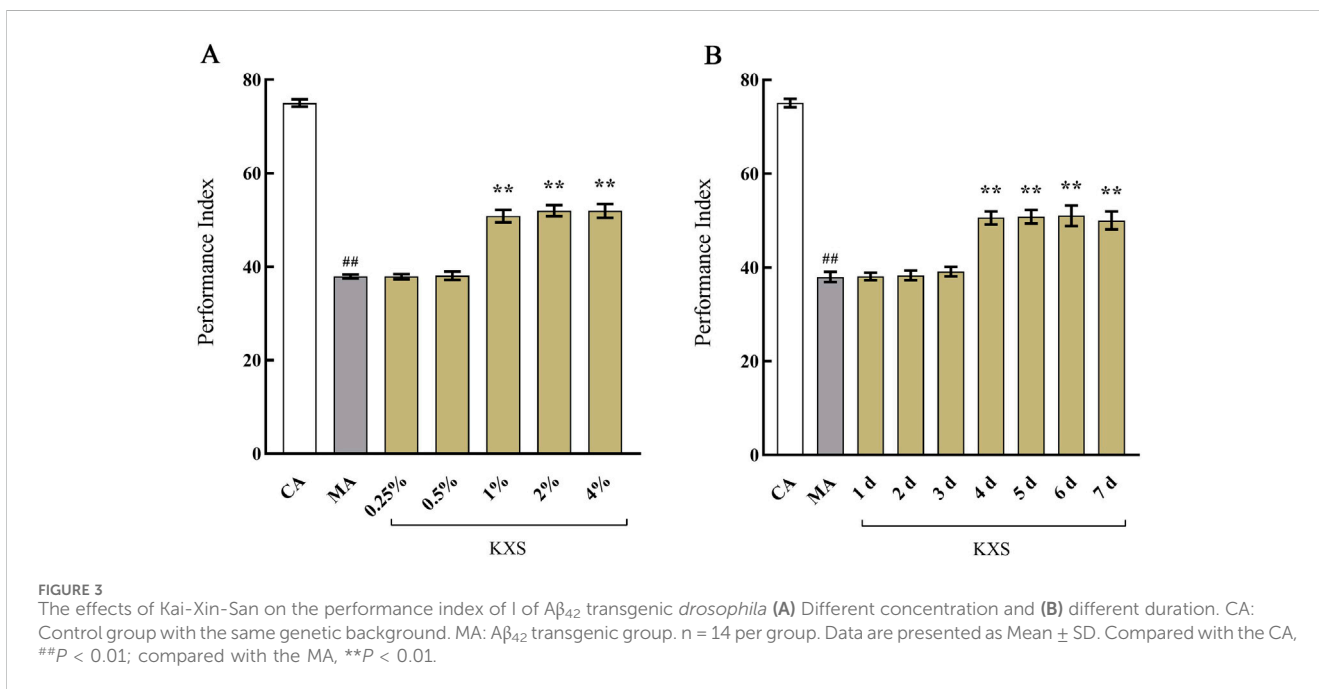 A
80
60
40
20
0
Performance Index
##
** ** **
CA MA 0.25% 0.5% 1% 2% 4%
KXS
B
80
60
40
20
0
Performance Index
##
** ** ** **
CA MA 1 d 2 d 3 d 4 d 5 d 6 d 7 d
KXS
FIGURE 3
The effects of Kai-Xin-San on the performance index of I of Aβ₄₂ transgenic drosophila (A) Different concentration and (B) different duration. CA:
Control group with the same genetic background. MA: Aβ₄₂ transgenic group. n = 14 per group. Data are presented as Mean ± SD. Compared with the CA,
##P < 0.01; compared with the MA, **P < 0.01.